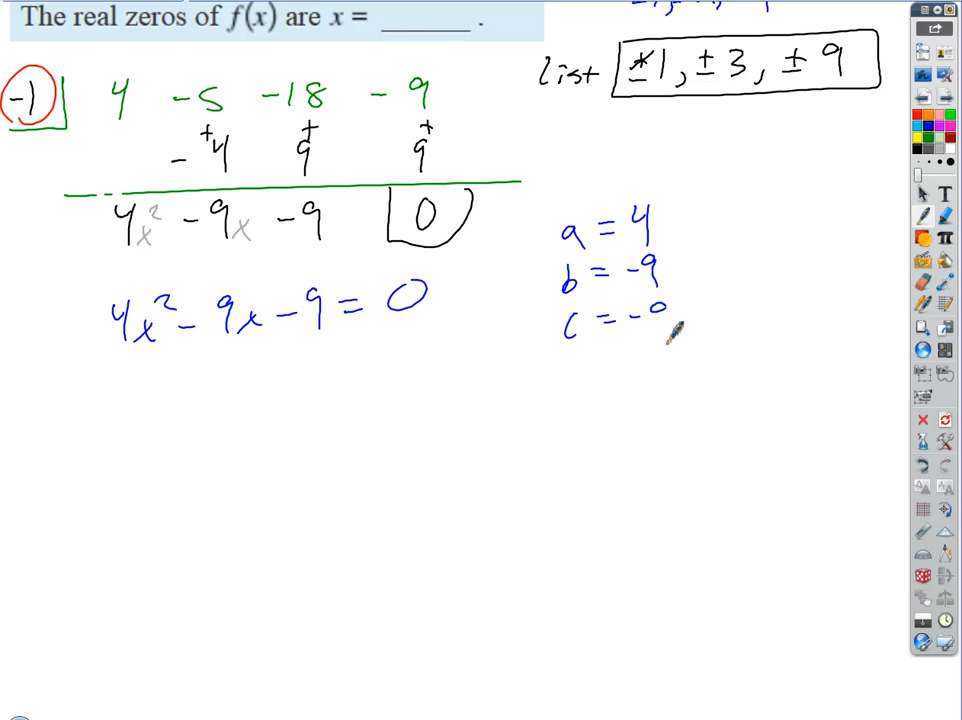 The real zeros of f(x) are x = ______ .
list ±1, ±3, ±9
-1 4 -5 -18 -9
+ + +
-4 9 9
4x² -9x -9 0
a = 4
b = -9
4x² - 9x - 9 = 0
c = -9
T
π